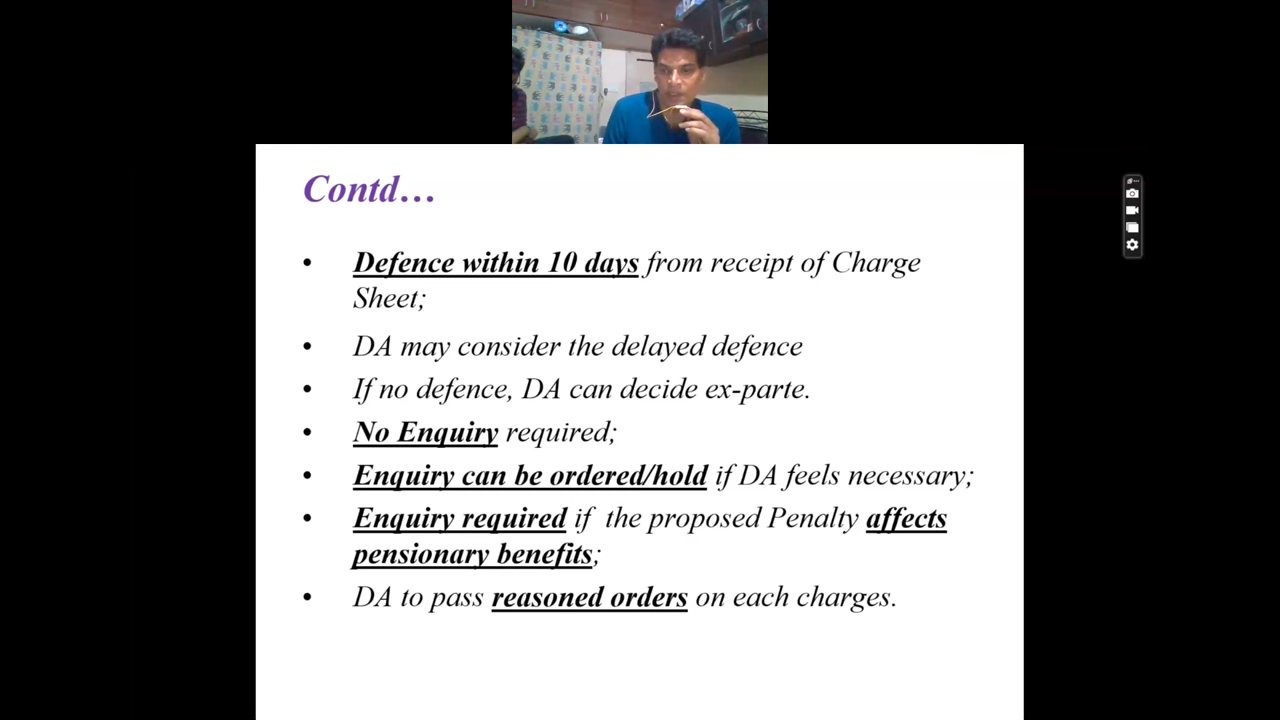 Contd…
• Defence within 10 days from receipt of Charge
Sheet;
• DA may consider the delayed defence
• If no defence, DA can decide ex-parte.
• No Enquiry required;
• Enquiry can be ordered/hold if DA feels necessary;
• Enquiry required if the proposed Penalty affects
pensionary benefits;
• DA to pass reasoned orders on each charges.